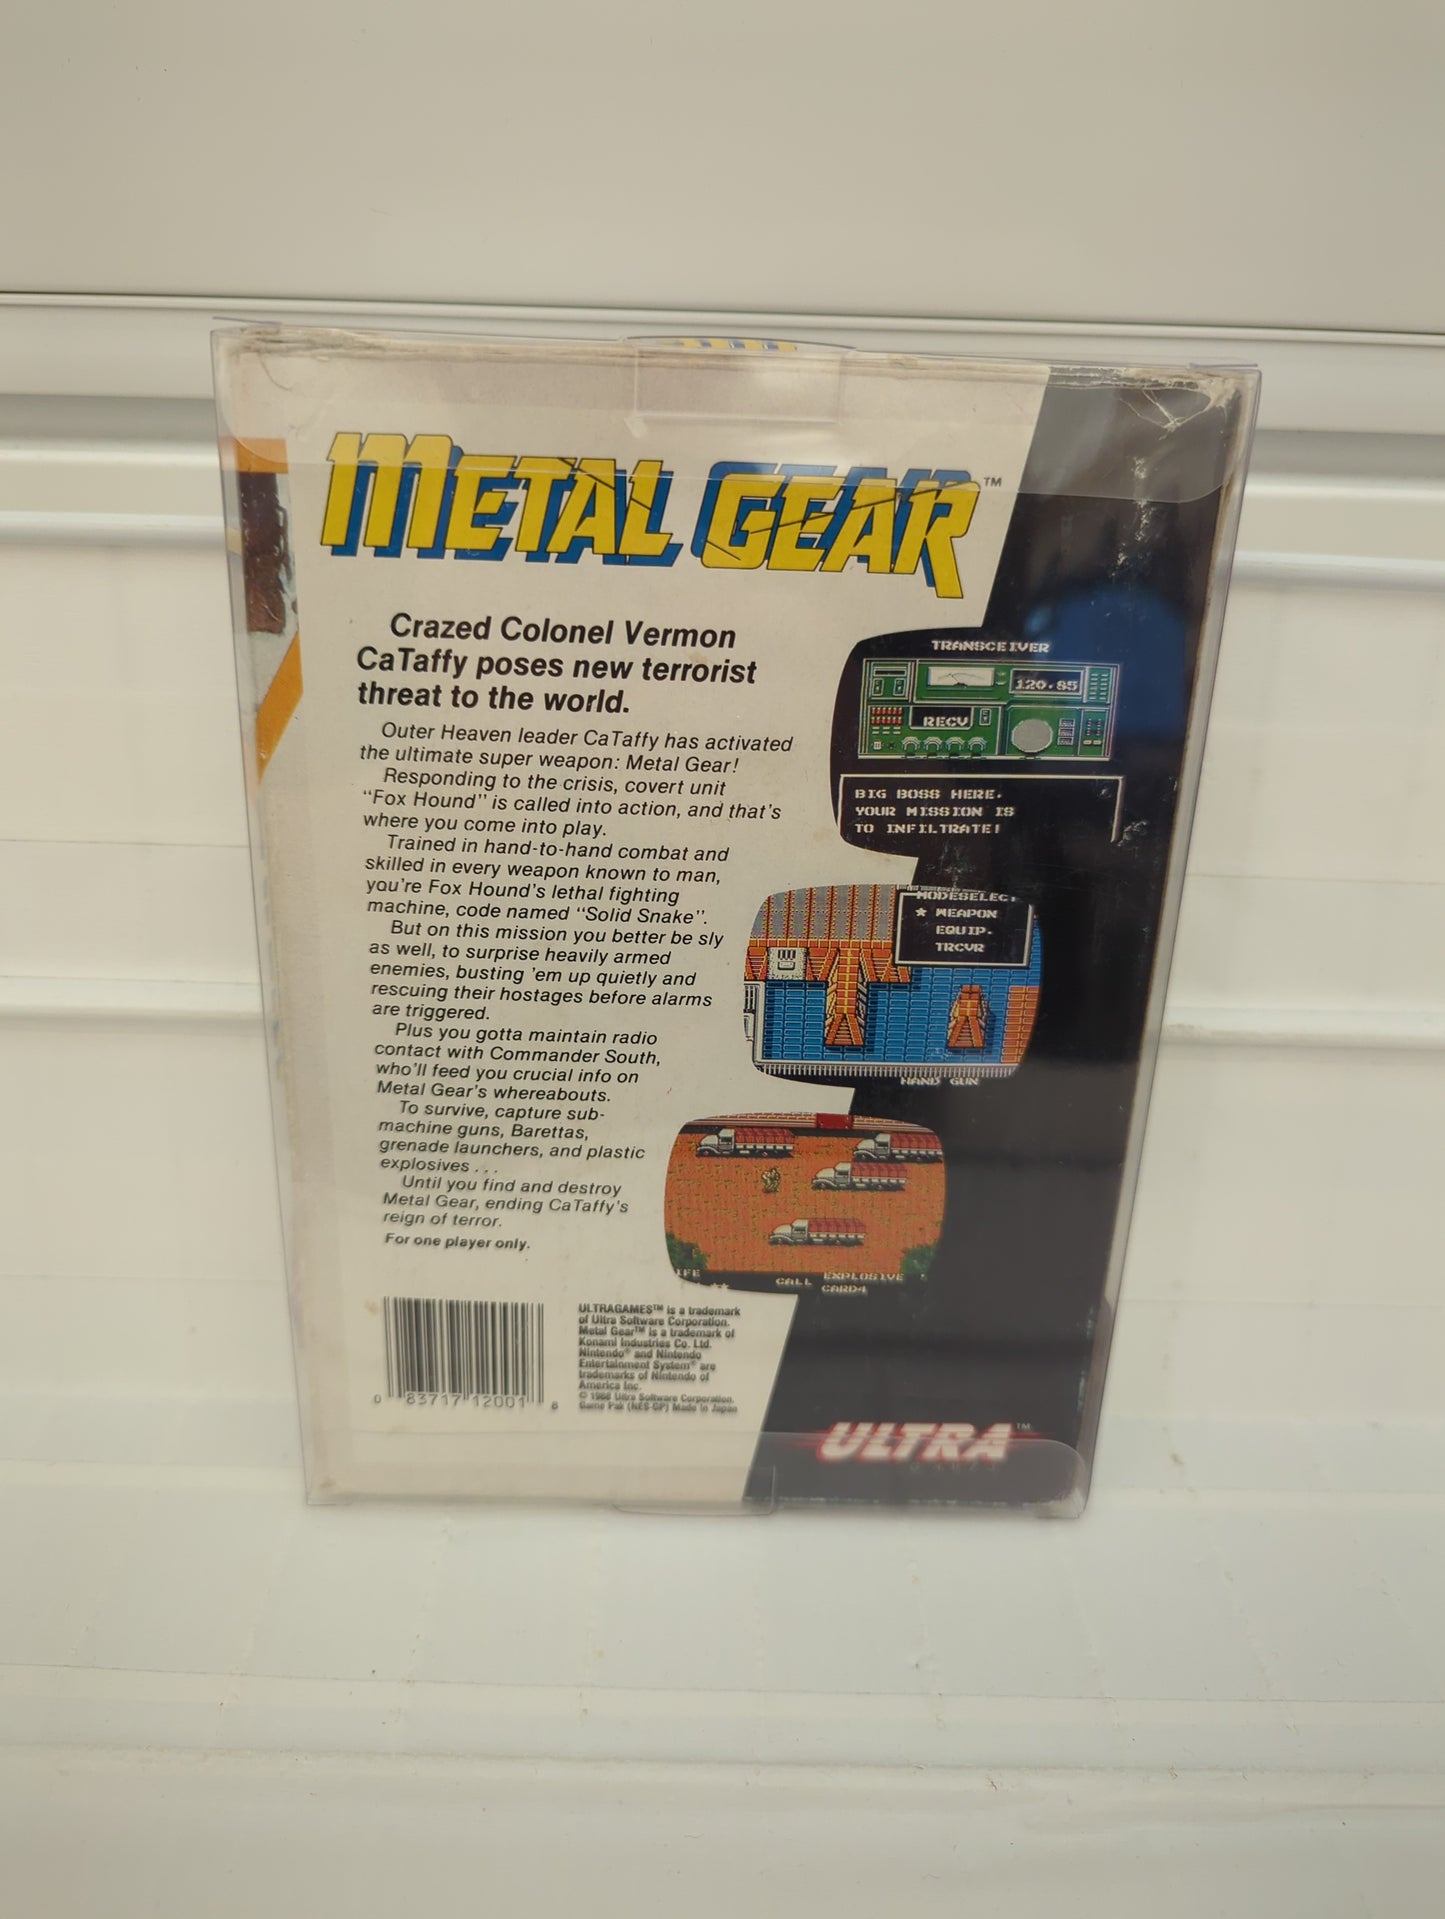 METAL GEAR™
Crazed Colonel Vermon
CaTaffy poses new terrorist
threat to the world.
Outer Heaven leader CaTaffy has activated
the ultimate super weapon: Metal Gear!
Responding to the crisis, covert unit
"Fox Hound" is called into action, and that's
where you come into play.
Trained in hand-to-hand combat and
skilled in every weapon known to man,
you're Fox Hound's lethal fighting
machine, code named "Solid Snake".
But on this mission you better be sly
as well, to surprise heavily armed
enemies, busting 'em up quietly and
rescuing their hostages before alarms
are triggered.
Plus you gotta maintain radio
contact with Commander South,
who'll feed you crucial info on
Metal Gear's whereabouts.
To survive, capture sub-
machine guns, Barettas,
grenade launchers, and plastic
explosives . . .
Until you find and destroy
Metal Gear, ending CaTaffy's
reign of terror.
For one player only.
TRANSCEIVER
120.85
RECV
BIG BOSS HERE.
YOUR MISSION IS
TO INFILTRATE!
MODESELECT
★ WEAPON
EQUIP.
TRCVR
HAND GUN
IFE
CALL EXPLOSIVE
CARD4
0 83717 12001 8
ULTRAGAMES™ is a trademark
of Ultra Software Corporation.
Metal Gear™ is a trademark of
Konami Industries Co. Ltd.
Nintendo® and Nintendo
Entertainment System® are
trademarks of Nintendo of
America Inc.
© 1988 Ultra Software Corporation.
Game Pak (NES-GP) Made in Japan
ULTRA™